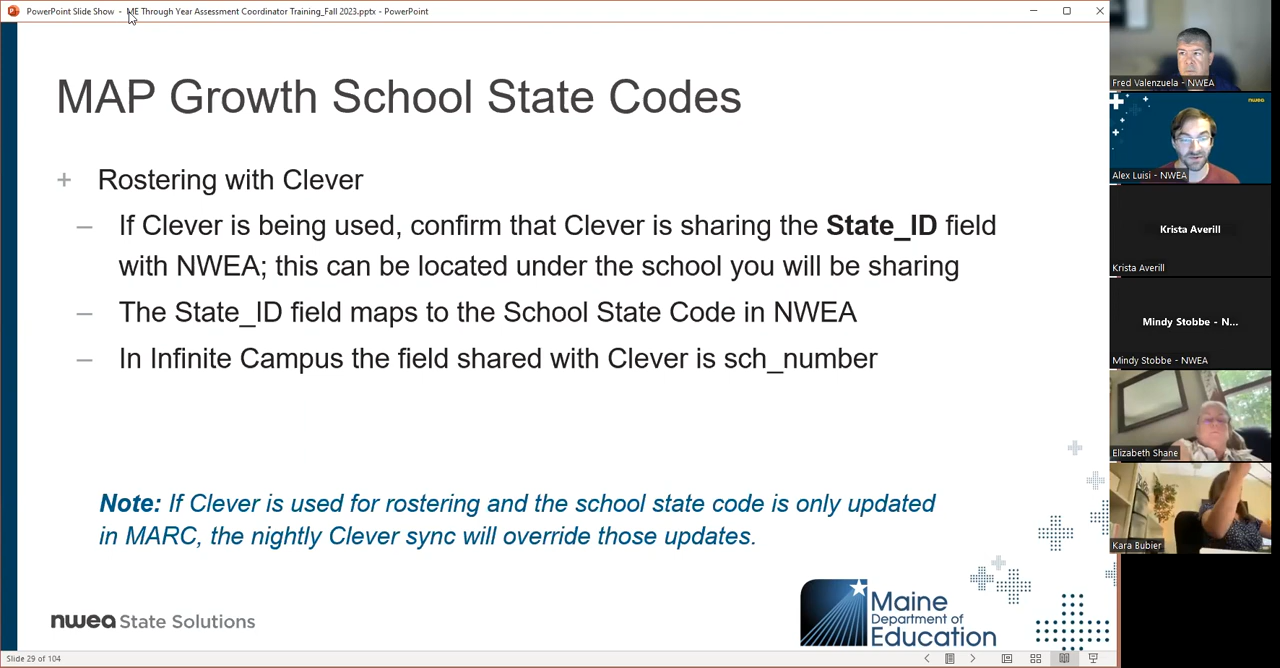 PowerPoint Slide Show - ME Through Year Assessment Coordinator Training_Fall 2023.pptx - PowerPoint
MAP Growth School State Codes
+ Rostering with Clever
– If Clever is being used, confirm that Clever is sharing the State_ID field
with NWEA; this can be located under the school you will be sharing
– The State_ID field maps to the School State Code in NWEA
– In Infinite Campus the field shared with Clever is sch_number
Note: If Clever is used for rostering and the school state code is only updated
in MARC, the nightly Clever sync will override those updates.
nwea State Solutions
Maine
Department of
Education
Slide 29 of 104
Fred Valenzuela - NWEA
nwea
Alex Luisi - NWEA
Krista Averill
Krista Averill
Mindy Stobbe - N...
Mindy Stobbe - NWEA
Elizabeth Shane
Kara Bubier